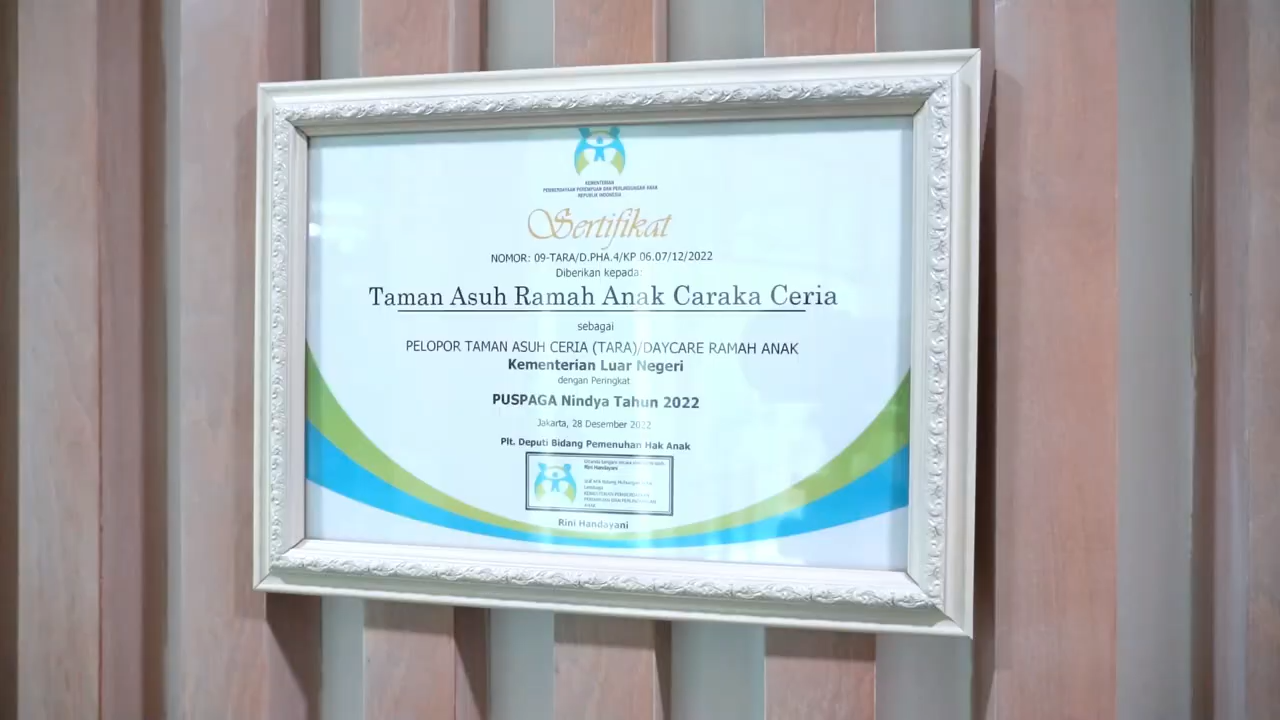 KEMENTERIAN
PEMBERDAYAAN PEREMPUAN DAN PERLINDUNGAN ANAK
REPUBLIK INDONESIA
Sertifikat
NOMOR: 09-TARA/D.PHA.4/KP 06.07/12/2022
Diberikan kepada:
Taman Asuh Ramah Anak Caraka Ceria
sebagai
PELOPOR TAMAN ASUH CERIA (TARA)/DAYCARE RAMAH ANAK
Kementerian Luar Negeri
dengan Peringkat
PUSPAGA Nindya Tahun 2022
Jakarta, 28 Desember 2022
Plt. Deputi Bidang Pemenuhan Hak Anak
Rini Handayani
Rini Handayani